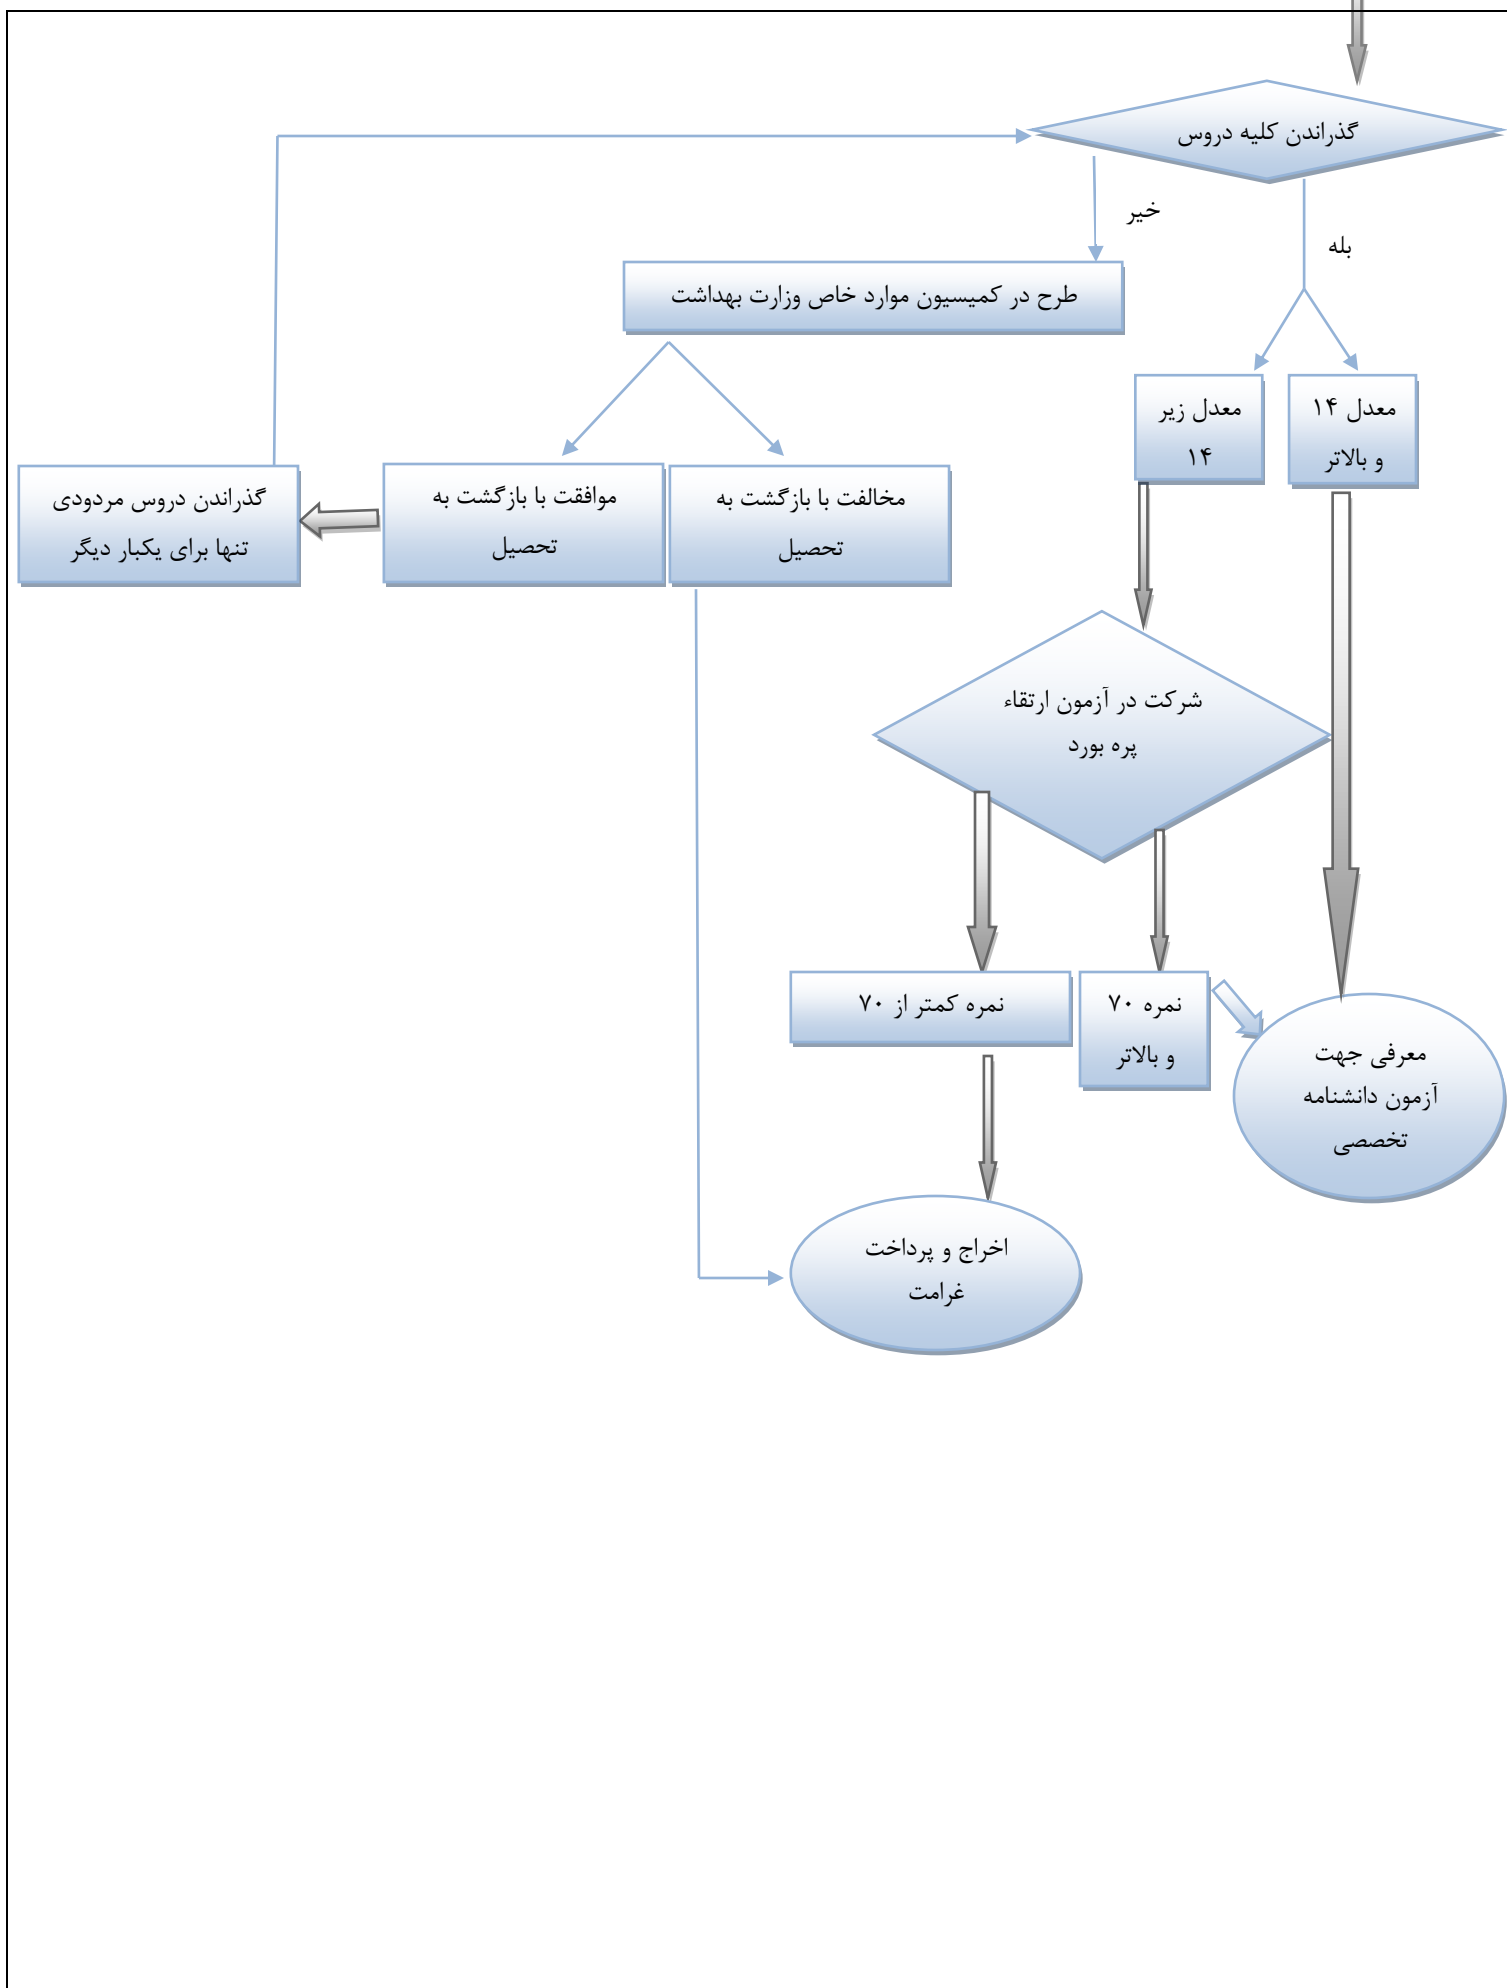 گذراندن کلیه دروس
خیر
بله
طرح در کمیسیون موارد خاص وزارت بهداشت
معدل ۱۴
و بالاتر
معدل زیر
۱۴
مخالفت با بازگشت به
تحصیل
موافقت با بازگشت به
تحصیل
گذراندن دروس مردودی
تنها برای یکبار دیگر
شرکت در آزمون ارتقاء
پره بورد
نمره ۷۰
و بالاتر
نمره کمتر از ۷۰
معرفی جهت
آزمون دانشنامه
تخصصی
اخراج و پرداخت
غرامت